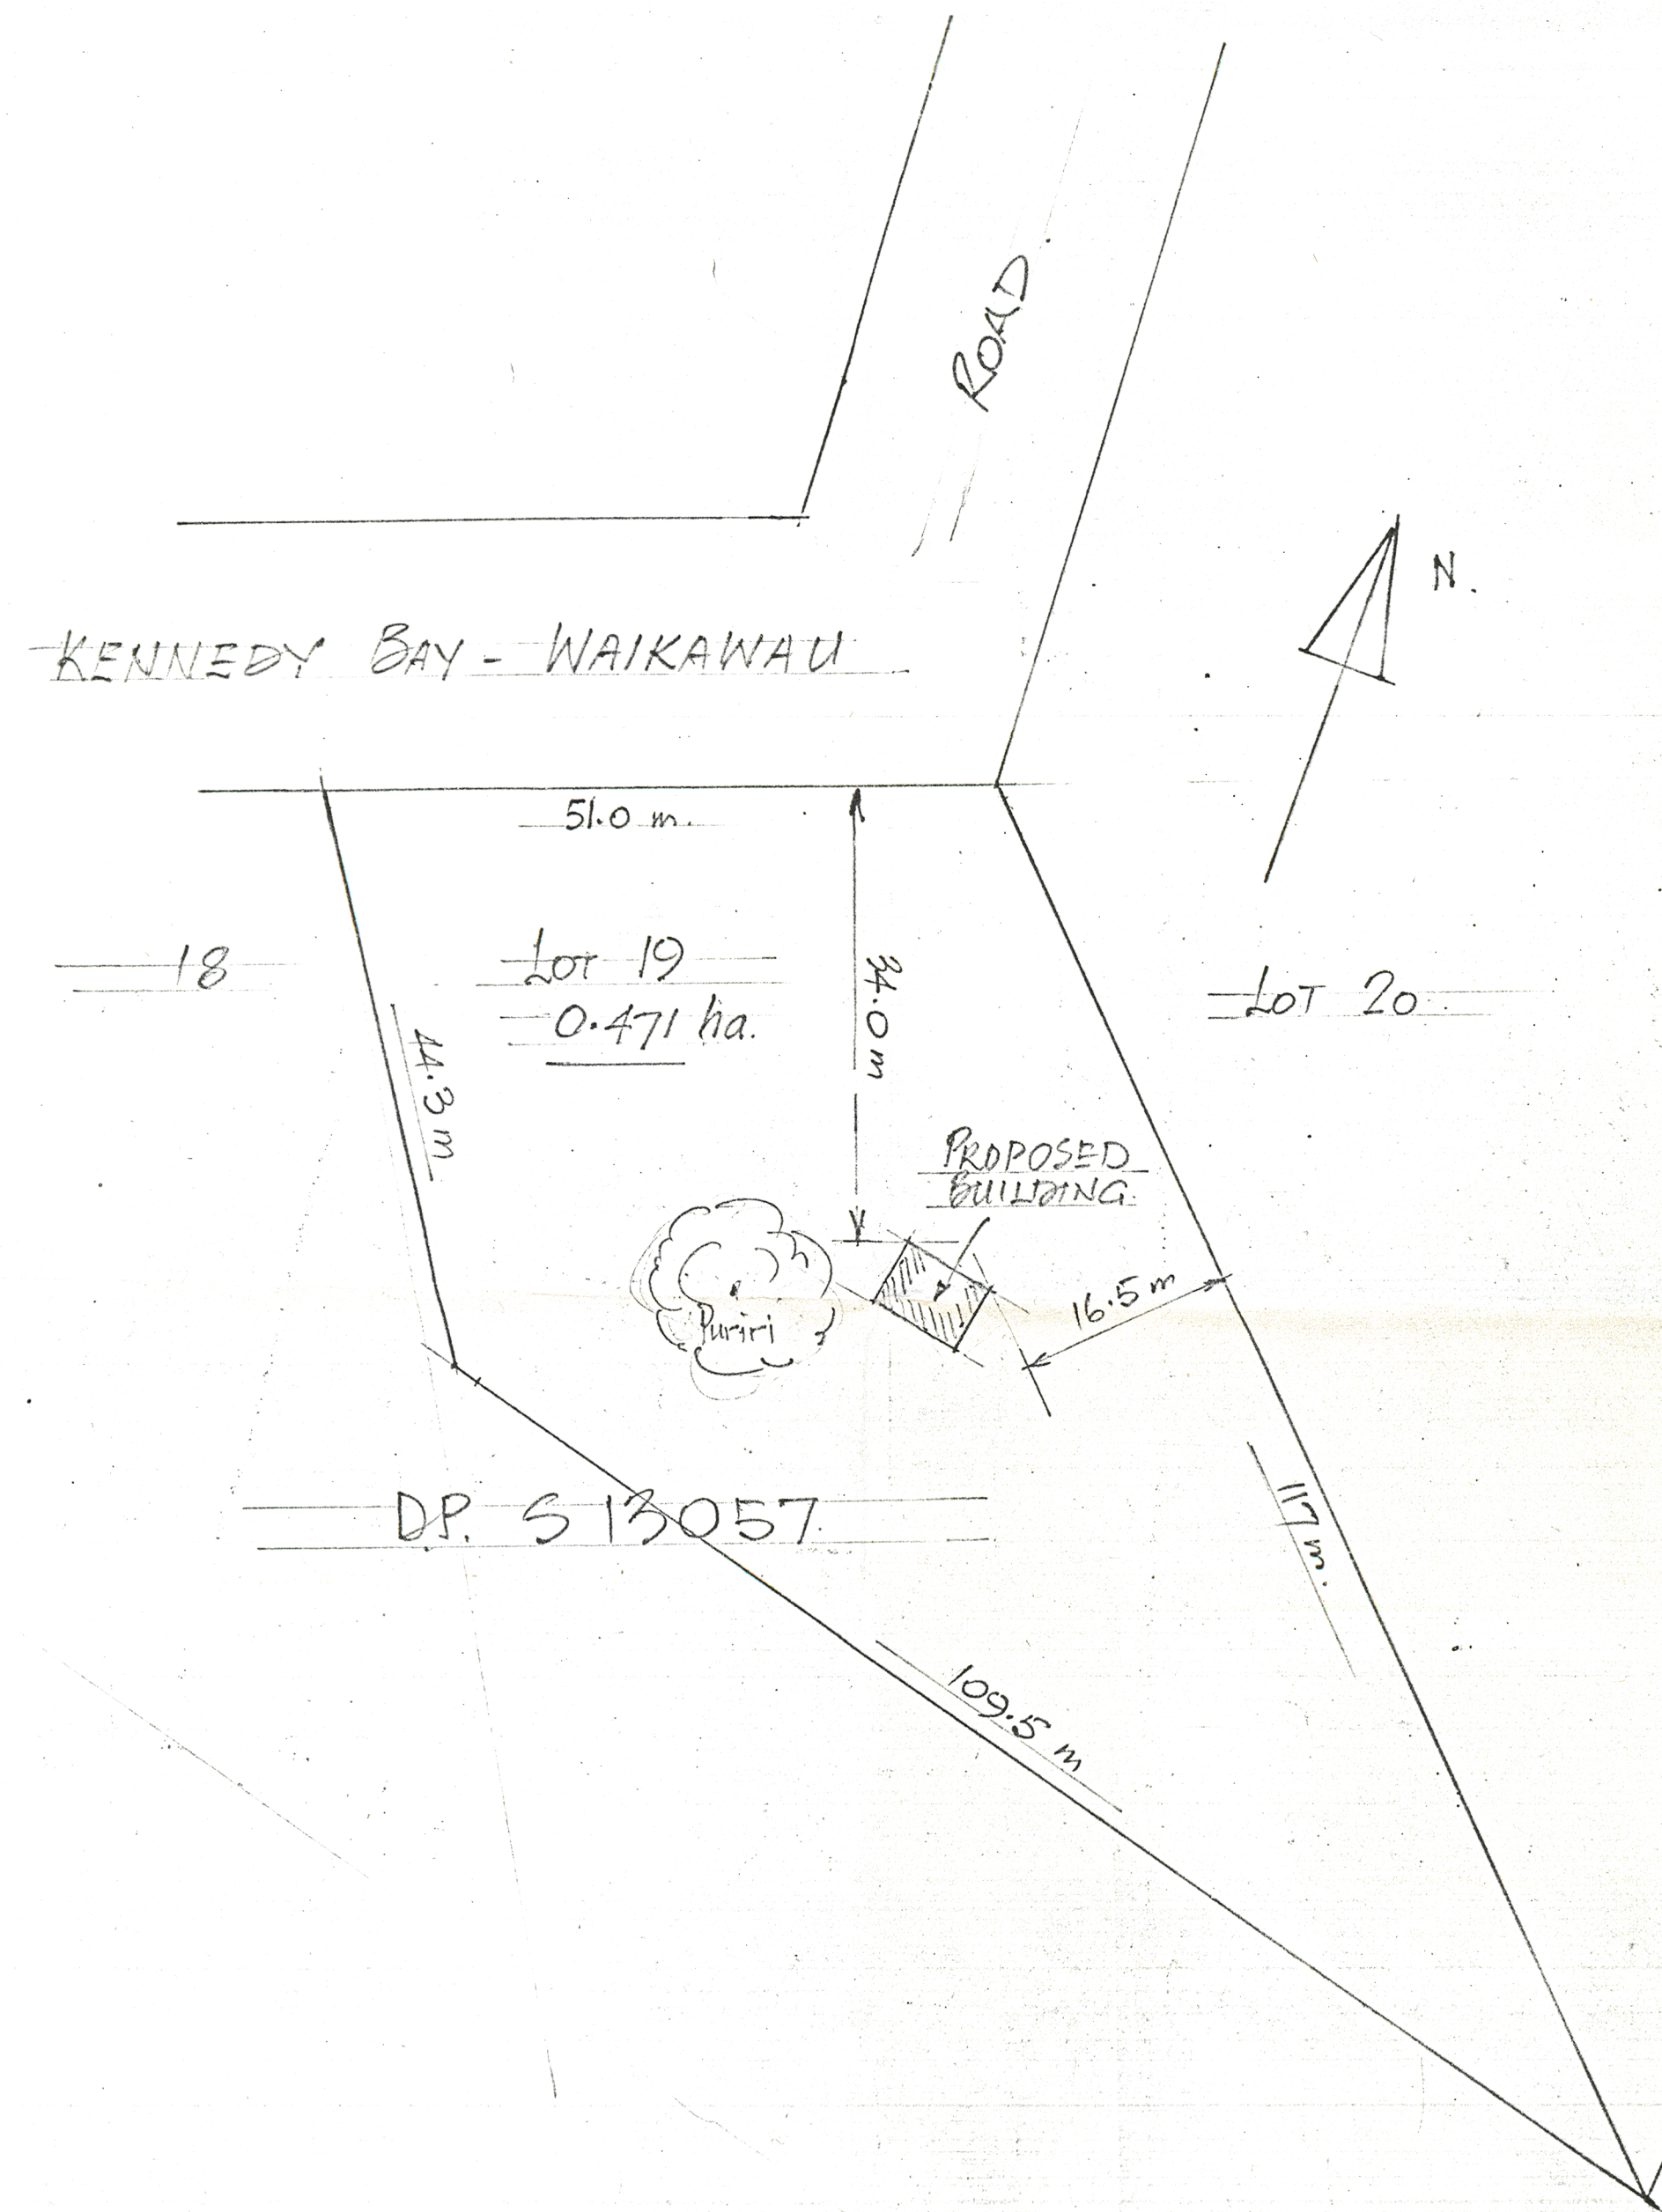 ROAD.
N.
KENNEDY BAY - WAIKAWAU
51.0 m.
18
LOT 19
0.471 ha.
34.0 m
LOT 20
44.3 m
PROPOSED
BUILDING.
16.5 m
Puriri
D.P. S 13057
117 m.
109.5 m